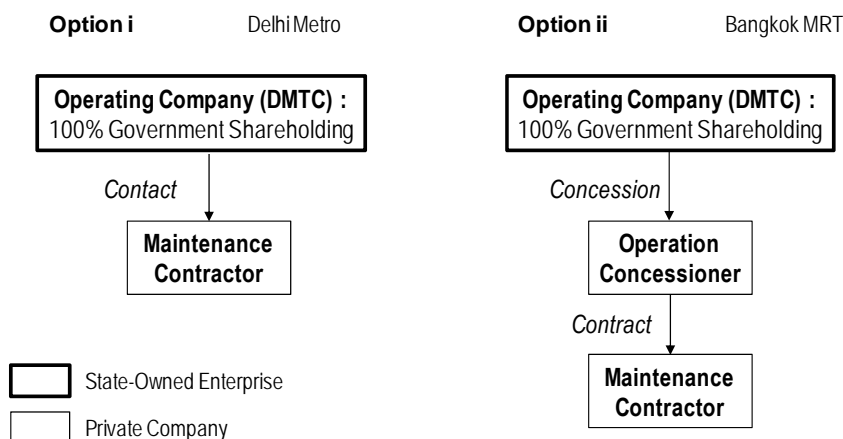 Option i Delhi Metro
Operating Company (DMTC) :
100% Government Shareholding
Contact
Maintenance
Contractor
State-Owned Enterprise
Private Company
Option ii Bangkok MRT
Operating Company (DMTC) :
100% Government Shareholding
Concession
Operation
Concessioner
Contract
Maintenance
Contractor